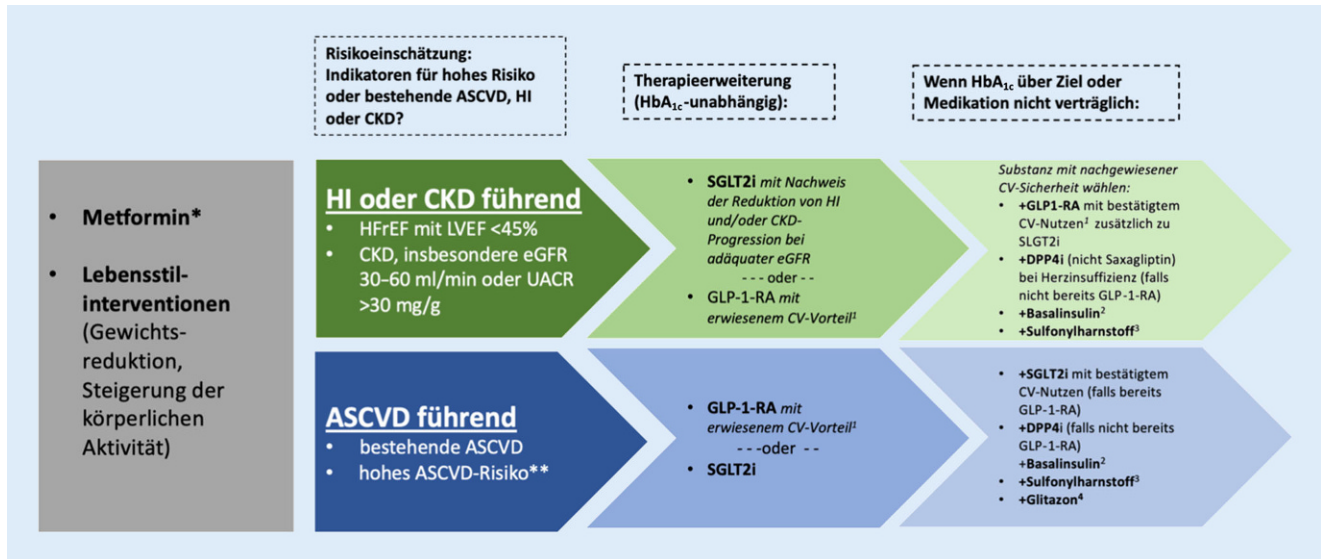 Risikoeinschätzung:
Indikatoren für hohes Risiko
oder bestehende ASCVD, HI
oder CKD?
Therapieerweiterung
(HbA1c-unabhängig):
Wenn HbA1c über Ziel oder
Medikation nicht verträglich:
• Metformin*
• Lebensstil-
interventionen
(Gewichts-
reduktion,
Steigerung der
körperlichen
Aktivität)
HI oder CKD führend
• HFrEF mit LVEF <45%
• CKD, insbesondere eGFR
30–60 ml/min oder UACR
>30 mg/g
• SGLT2i mit Nachweis
der Reduktion von HI
und/oder CKD-
Progression bei
adäquater eGFR
- - - oder - -
• GLP-1-RA mit
erwiesenem CV-Vorteil¹
Substanz mit nachgewiesener
CV-Sicherheit wählen:
• +GLP1-RA mit bestätigtem
CV-Nutzen¹ zusätzlich zu
SLGT2i
• +DPP4i (nicht Saxagliptin)
bei Herzinsuffizienz (falls
nicht bereits GLP-1-RA)
• +Basalinsulin²
• +Sulfonylharnstoff³
ASCVD führend
• bestehende ASCVD
• hohes ASCVD-Risiko**
• GLP-1-RA mit
erwiesenem CV-Vorteil¹
- - -oder - -
• SGLT2i
• +SGLT2i mit bestätigtem
CV-Nutzen (falls bereits
GLP-1-RA)
• +DPP4i (falls nicht bereits
GLP-1-RA)
+Basalinsulin²
• +Sulfonylharnstoff³
• +Glitazon⁴